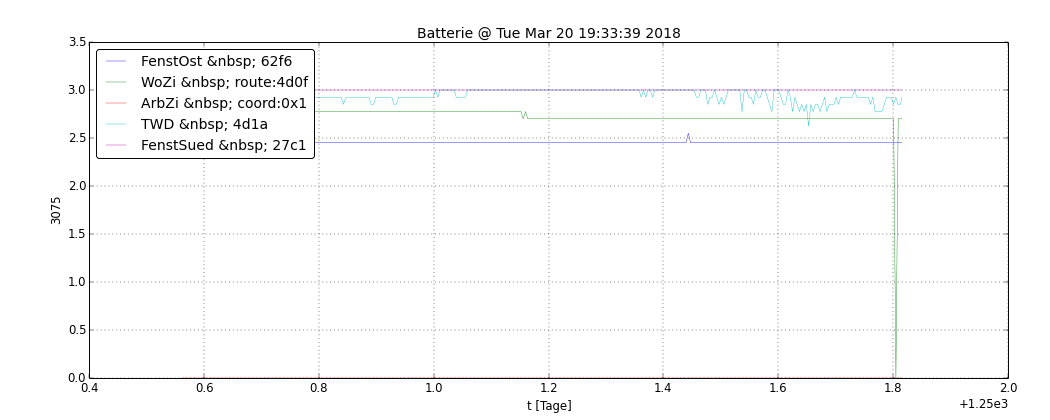 Batterie @ Tue Mar 20 19:33:39 2018
3.5
3.0
2.5
2.0
1.5
1.0
0.5
0.0
3075
FenstOst &nbsp; 62f6
WoZi &nbsp; route:4d0f
ArbZi &nbsp; coord:0x1
TWD &nbsp; 4d1a
FenstSued &nbsp; 27c1
0.4 0.6 0.8 1.0 1.2 1.4 1.6 1.8 2.0
t [Tage]
+1.25e3